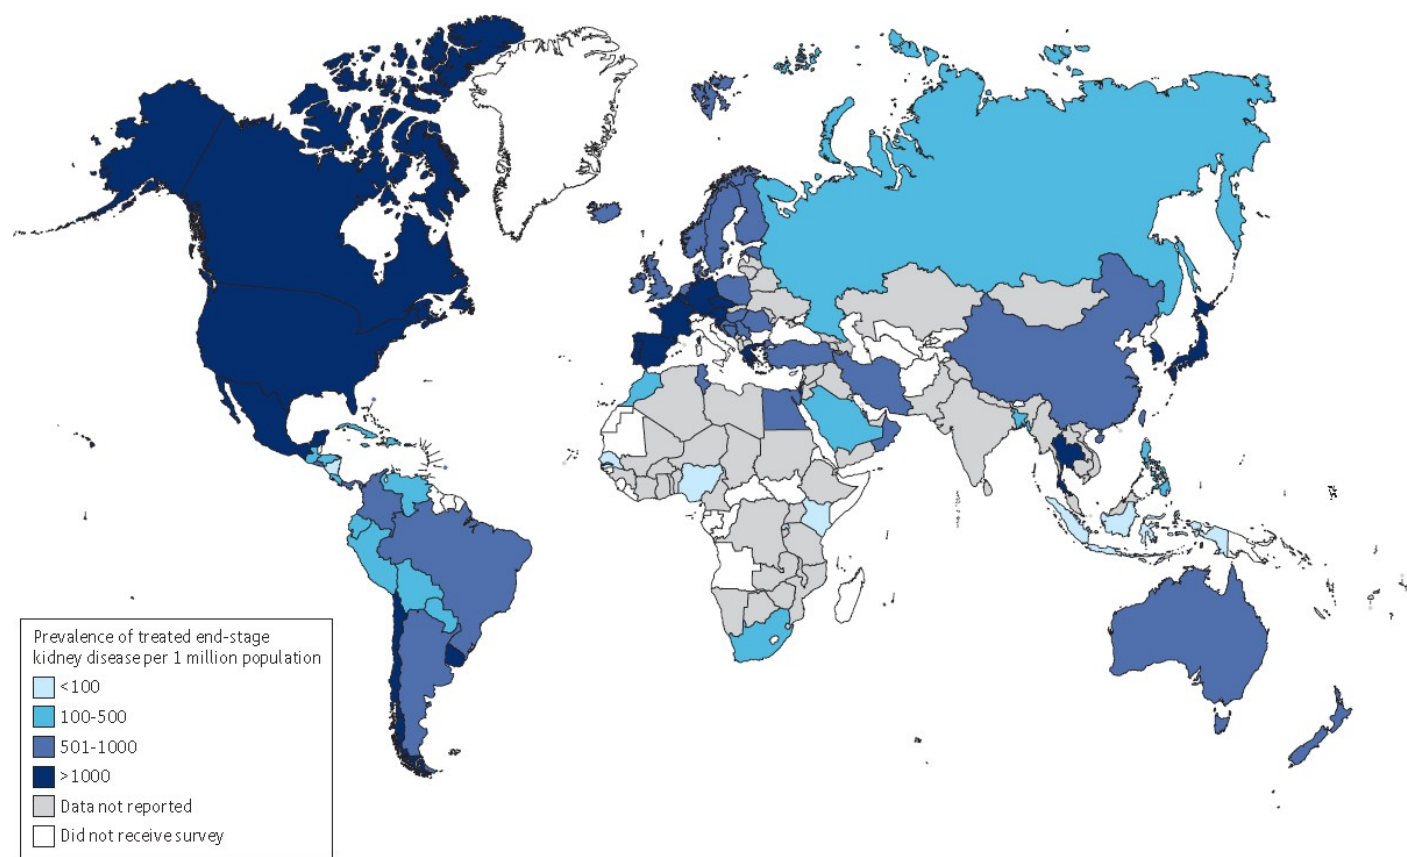 Prevalence of treated end-stage
kidney disease per 1 million population
<100
100-500
501-1000
>1000
Data not reported
Did not receive survey